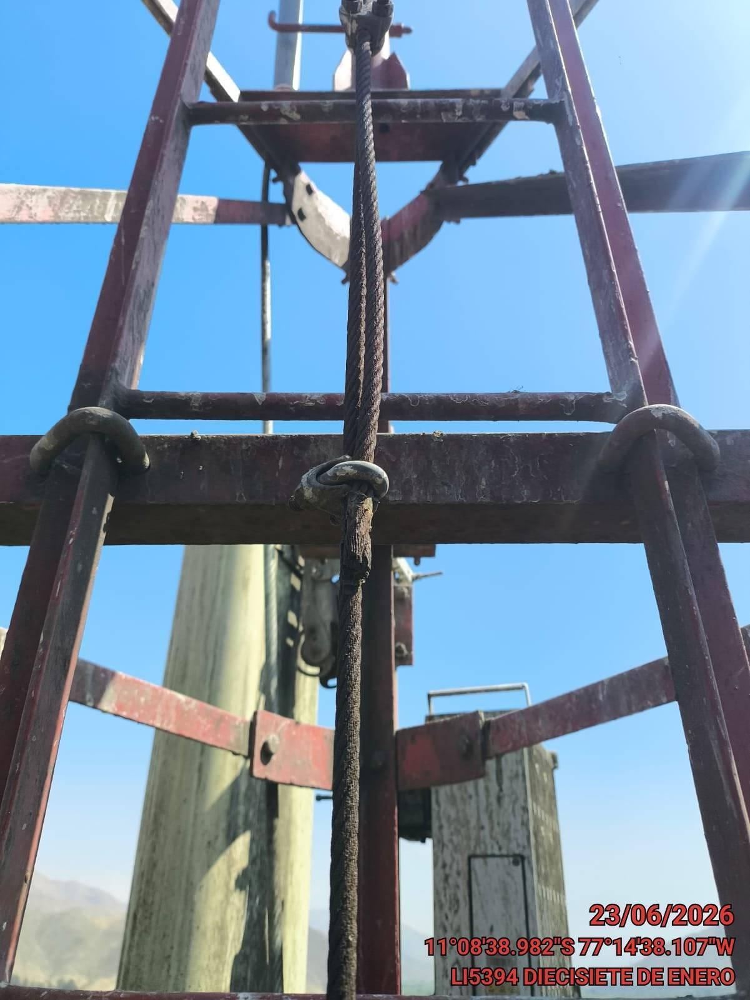 23/06/2026
11°08'38.982"S 77°14'38.107"W
LI5394 DIECISIETE DE ENERO